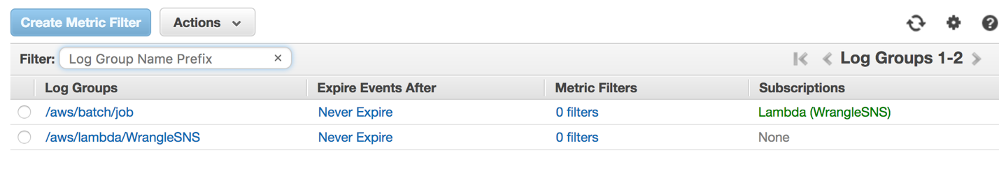 Create Metric Filter Actions
Filter: Log Group Name Prefix × Log Groups 1-2
Log Groups Expire Events After Metric Filters Subscriptions
/aws/batch/job Never Expire 0 filters Lambda (WrangleSNS)
/aws/lambda/WrangleSNS Never Expire 0 filters None